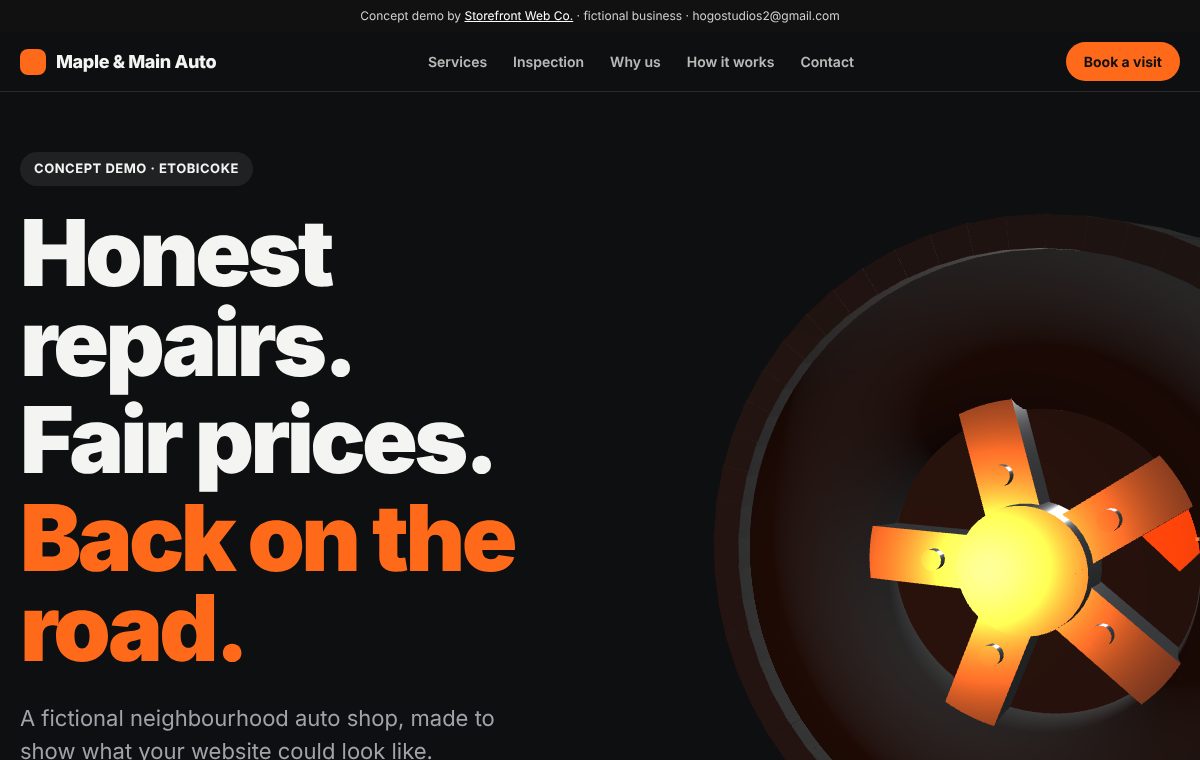 Concept demo by Storefront Web Co. · fictional business · hogostudios2@gmail.com
Maple & Main Auto
Services
Inspection
Why us
How it works
Contact
Book a visit
CONCEPT DEMO · ETOBICOKE
Honest
repairs.
Fair prices.
Back on the
road.
A fictional neighbourhood auto shop, made to
show what your website could look like.